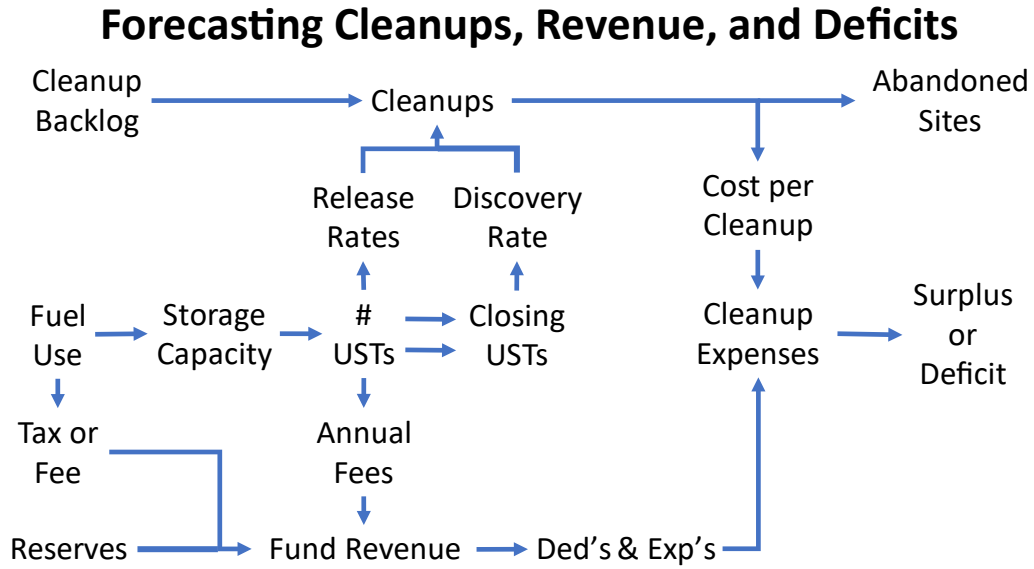 Forecasting Cleanups, Revenue, and Deficits
Cleanup
Backlog
Cleanups
Abandoned
Sites
Release
Rates
Discovery
Rate
Cost per
Cleanup
Fuel
Use
Storage
Capacity
#
USTs
Closing
USTs
Cleanup
Expenses
Surplus
or
Deficit
Tax or
Fee
Annual
Fees
Reserves
Fund Revenue
Ded's & Exp's